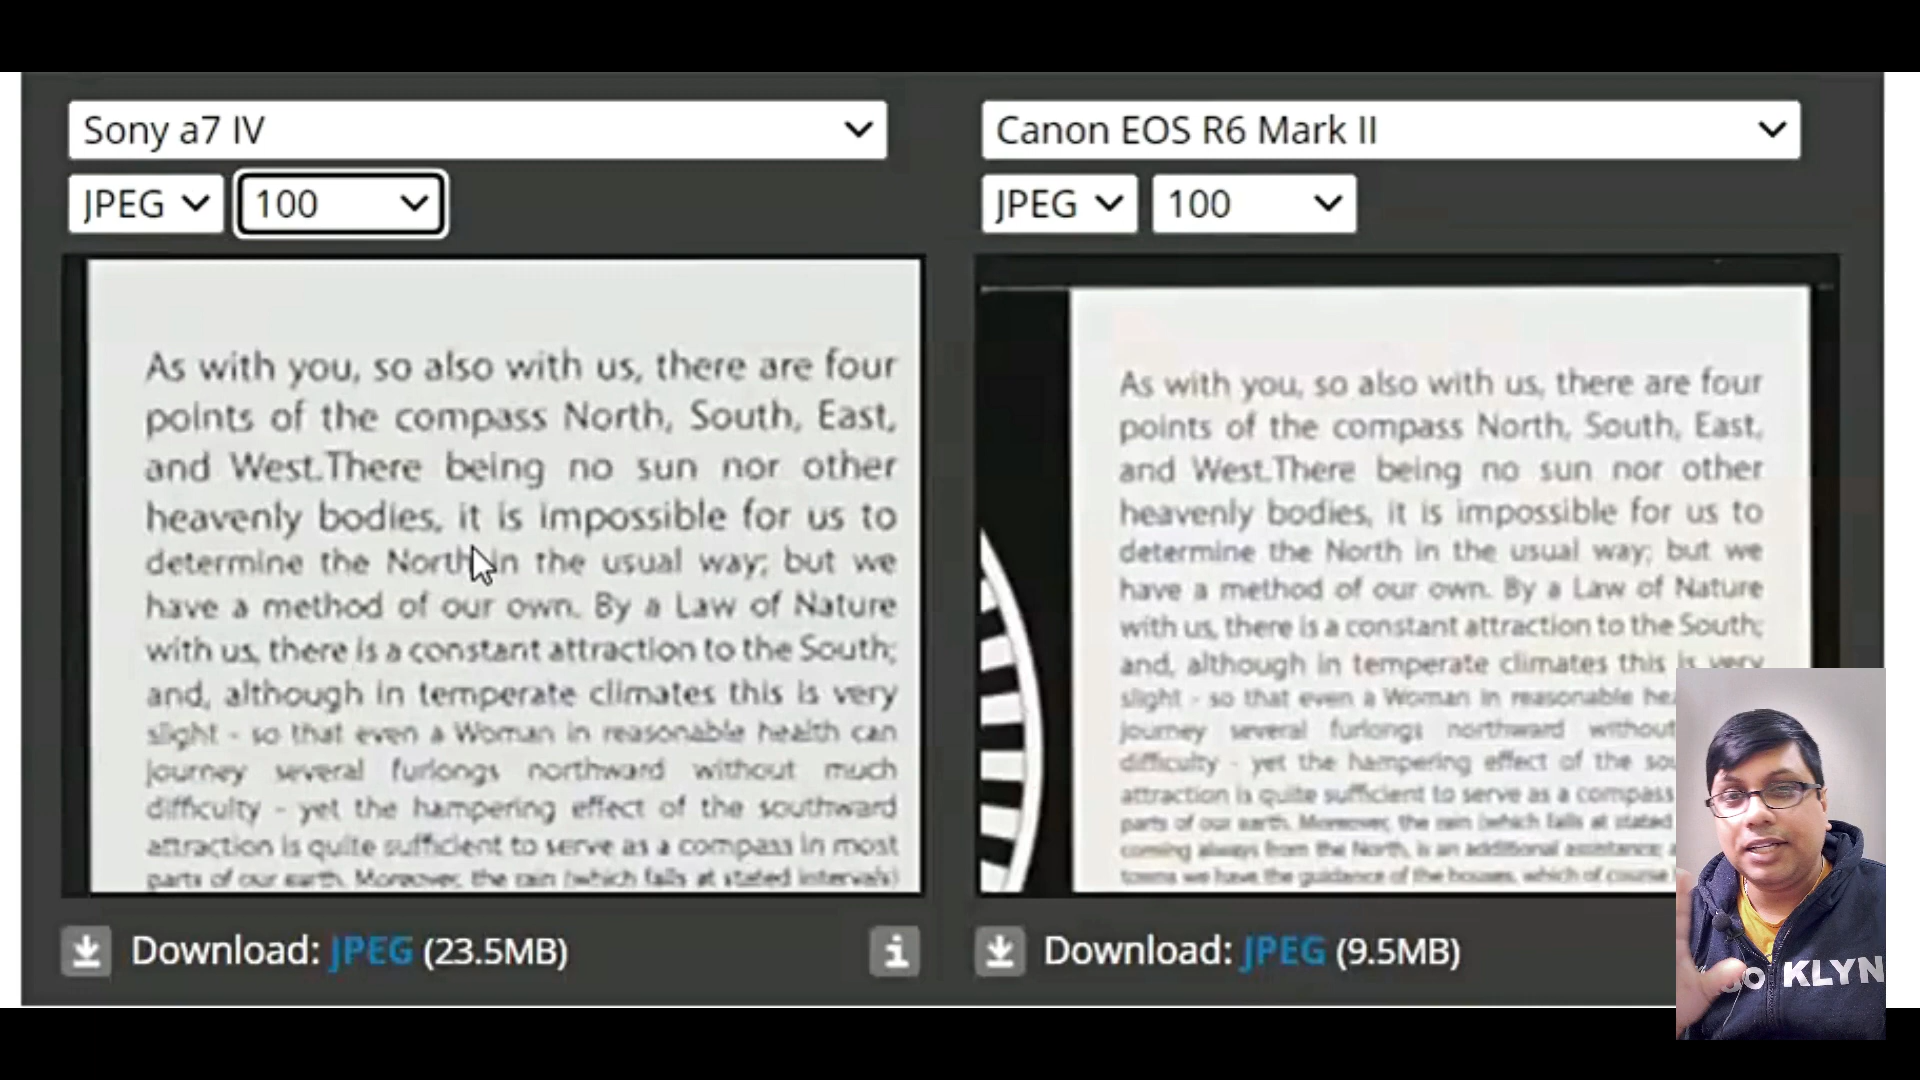 Sony a7 IV
JPEG
100
As with you, so also with us, there are four
points of the compass North, South, East,
and West.There being no sun nor other
heavenly bodies, it is impossible for us to
determine the North in the usual way; but we
have a method of our own. By a Law of Nature
with us, there is a constant attraction to the South;
and, although in temperate climates this is very
slight - so that even a Woman in reasonable health can
journey several furlongs northward without much
difficulty - yet the hampering effect of the southward
attraction is quite sufficient to serve as a compass in most
parts of our earth. Moreover, the rain (which falls at stated intervals)
Download: JPEG (23.5MB)
Canon EOS R6 Mark II
JPEG
100
As with you, so also with us, there are four
points of the compass North, South, East,
and West.There being no sun nor other
heavenly bodies, it is impossible for us to
determine the North in the usual way; but we
have a method of our own. By a Law of Nature
with us, there is a constant attraction to the South;
and, although in temperate climates this is very
slight - so that even a Woman in reasonable
journey several furlongs northward without
difficulty - yet the hampering effect of the
attraction is quite sufficient to serve as a compass
parts of our earth. Moreover, the rain (which falls at stated
coming always from the North, is an additional assistance;
towns we have the guidance of the houses, which of course
Download: JPEG (9.5MB)
KLYN